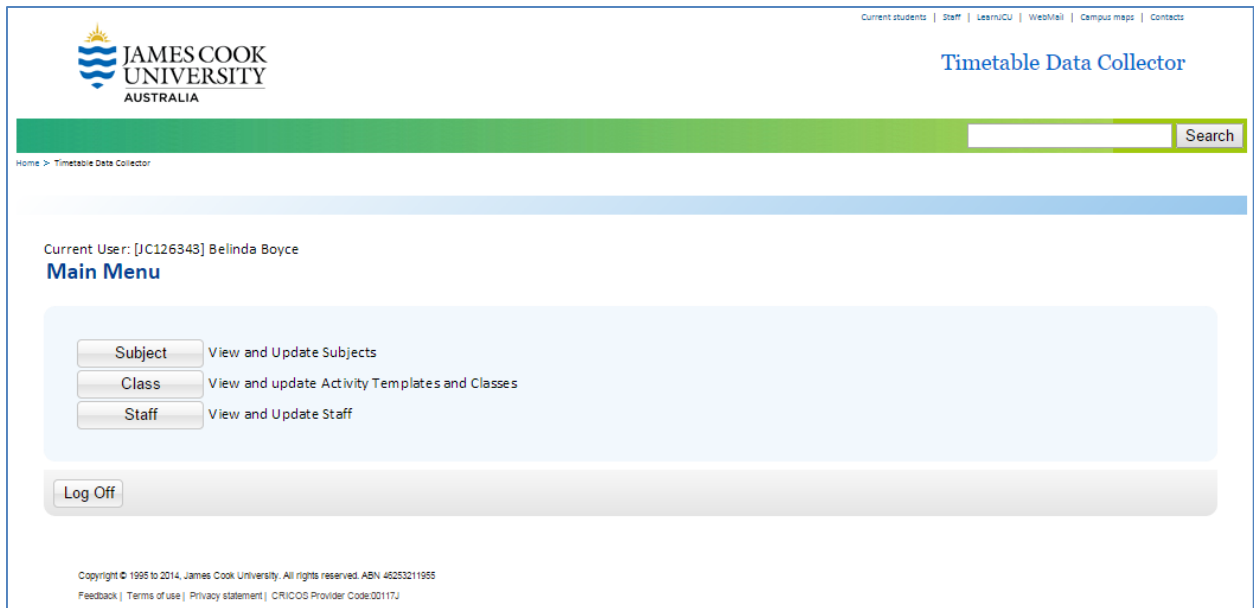 Current students | Staff | LearnJCU | WebMail | Campus maps | Contacts
JAMES COOK
UNIVERSITY
AUSTRALIA
Timetable Data Collector
Search
Home > Timetable Data Collector
Current User: [JC126343] Belinda Boyce
Main Menu
Subject View and Update Subjects
Class View and update Activity Templates and Classes
Staff View and Update Staff
Log Off
Copyright © 1995 to 2014, James Cook University. All rights reserved. ABN 46253211955
Feedback | Terms of use | Privacy statement | CRICOS Provider Code:00117J